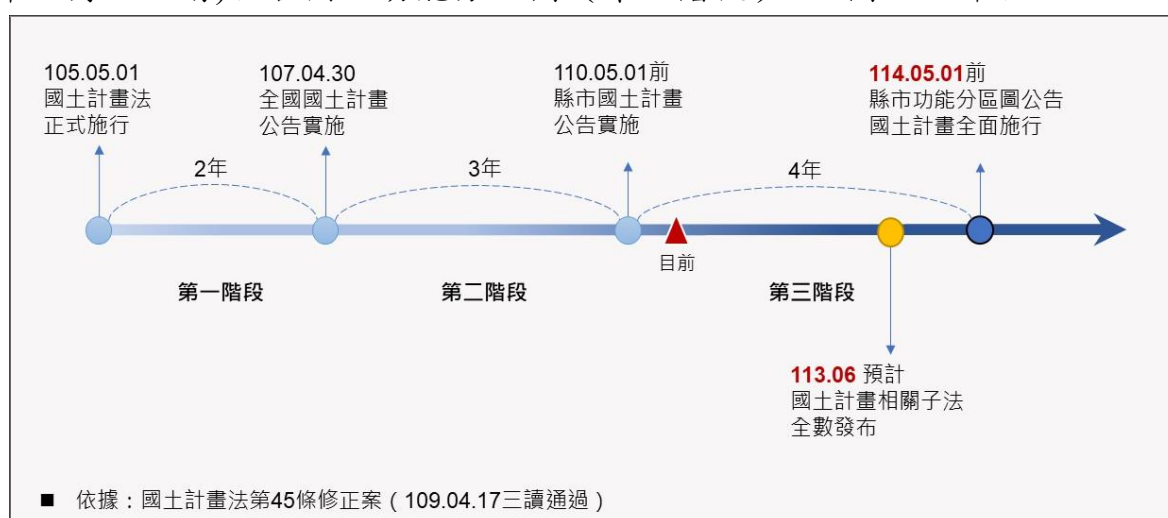 105.05.01
國土計畫法
正式施行
107.04.30
全國國土計畫
公告實施
110.05.01前
縣市國土計畫
公告實施
114.05.01前
縣市功能分區圖公告
國土計畫全面施行
2年
3年
4年
目前
第一階段
第二階段
第三階段
113.06 預計
國土計畫相關子法
全數發布
■ 依據：國土計畫法第45條修正案（109.04.17三讀通過）